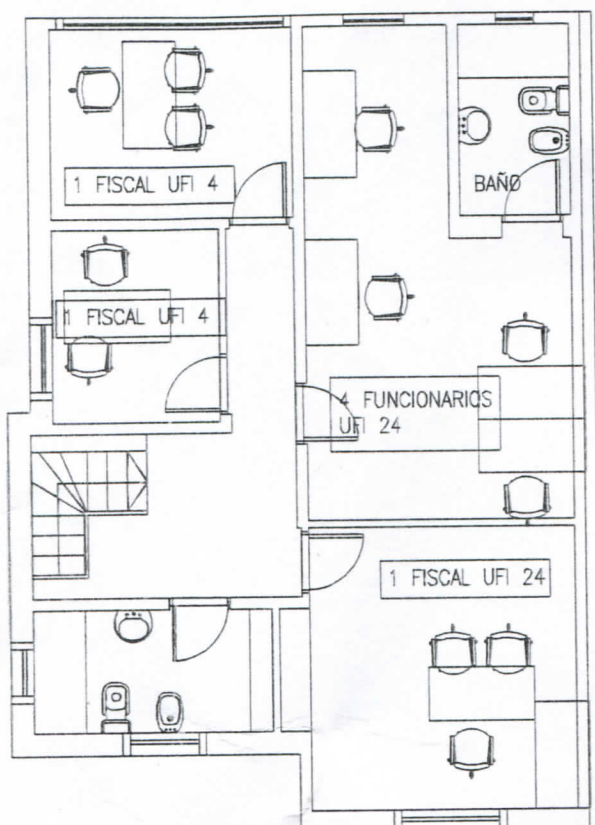 1 FISCAL UFI 4
BAÑO
1 FISCAL UFI 4
4 FUNCIONARIOS
UFI 24
1 FISCAL UFI 24